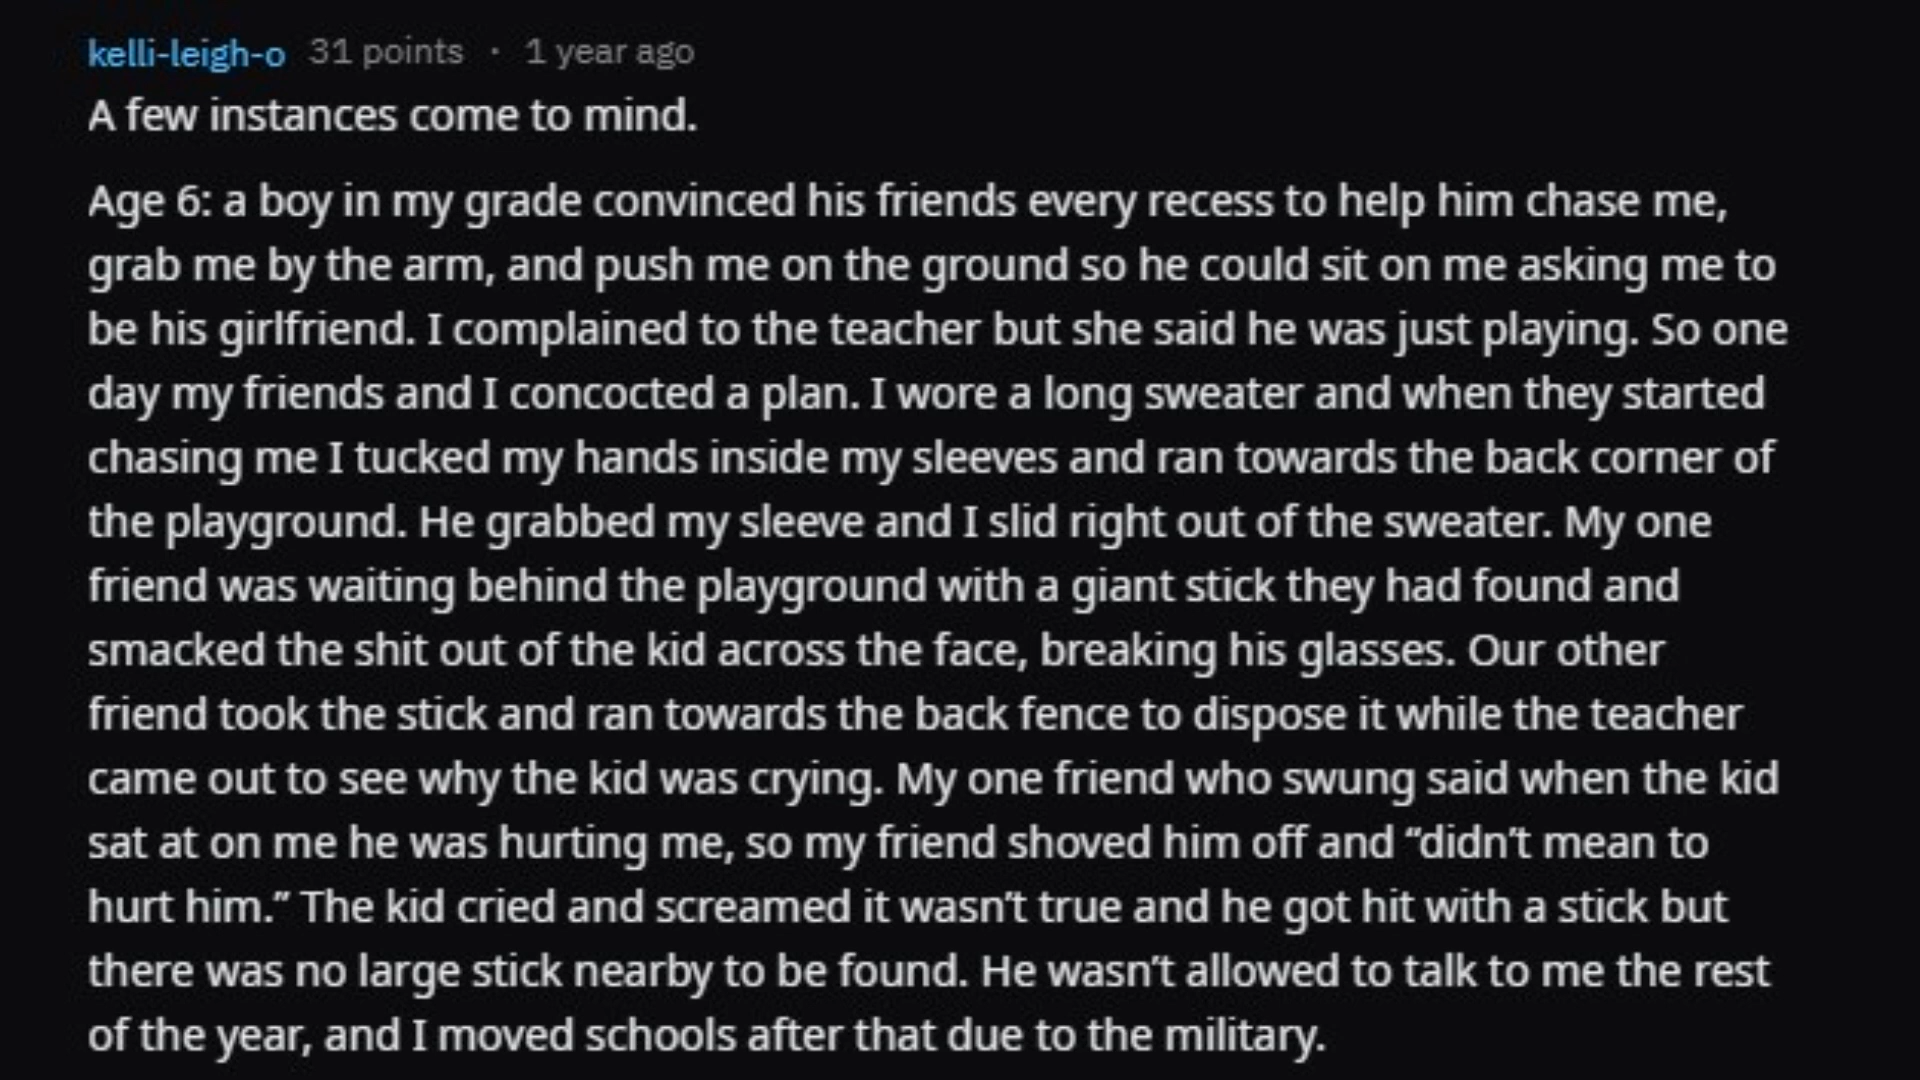 kelli-leigh-o 31 points · 1 year ago
A few instances come to mind.
Age 6: a boy in my grade convinced his friends every recess to help him chase me,
grab me by the arm, and push me on the ground so he could sit on me asking me to
be his girlfriend. I complained to the teacher but she said he was just playing. So one
day my friends and I concocted a plan. I wore a long sweater and when they started
chasing me I tucked my hands inside my sleeves and ran towards the back corner of
the playground. He grabbed my sleeve and I slid right out of the sweater. My one
friend was waiting behind the playground with a giant stick they had found and
smacked the shit out of the kid across the face, breaking his glasses. Our other
friend took the stick and ran towards the back fence to dispose it while the teacher
came out to see why the kid was crying. My one friend who swung said when the kid
sat at on me he was hurting me, so my friend shoved him off and “didn’t mean to
hurt him.” The kid cried and screamed it wasn’t true and he got hit with a stick but
there was no large stick nearby to be found. He wasn’t allowed to talk to me the rest
of the year, and I moved schools after that due to the military.